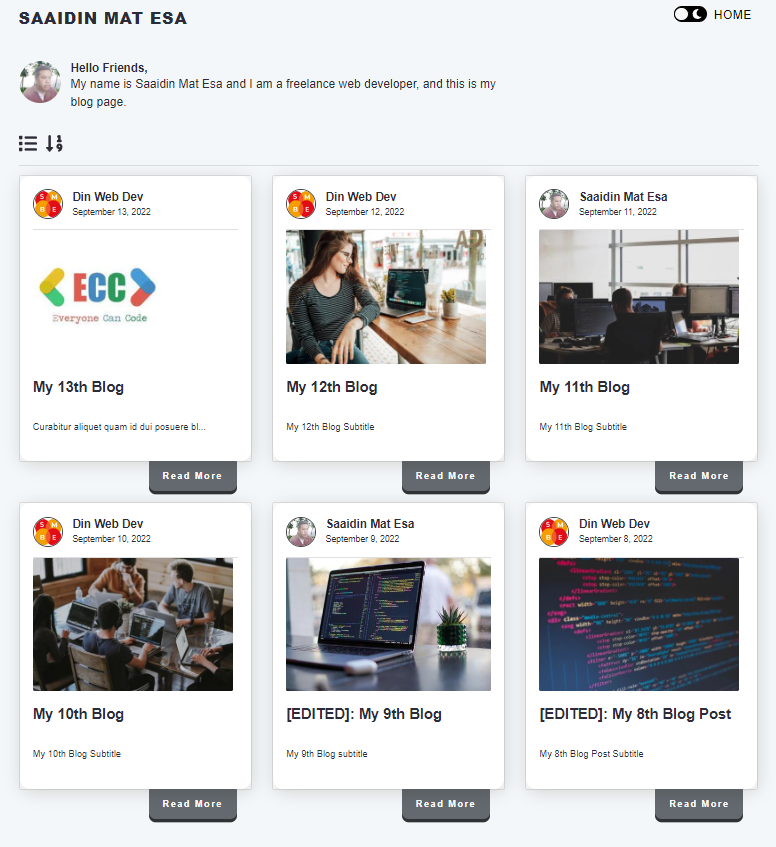 SAAIDIN MAT ESA
HOME
Hello Friends,
My name is Saaidin Mat Esa and I am a freelance web developer, and this is my
blog page.
Din Web Dev
September 13, 2022
ECC
Everyone Can Code
My 13th Blog
Curabitur aliquet quam id dui posuere bl...
Read More
Din Web Dev
September 12, 2022
My 12th Blog
My 12th Blog Subtitle
Read More
Saaidin Mat Esa
September 11, 2022
My 11th Blog
My 11th Blog Subtitle
Read More
Din Web Dev
September 10, 2022
My 10th Blog
My 10th Blog Subtitle
Read More
Saaidin Mat Esa
September 9, 2022
[EDITED]: My 9th Blog
My 9th Blog subtitle
Read More
Din Web Dev
September 8, 2022
[EDITED]: My 8th Blog Post
My 8th Blog Post Subtitle
Read More